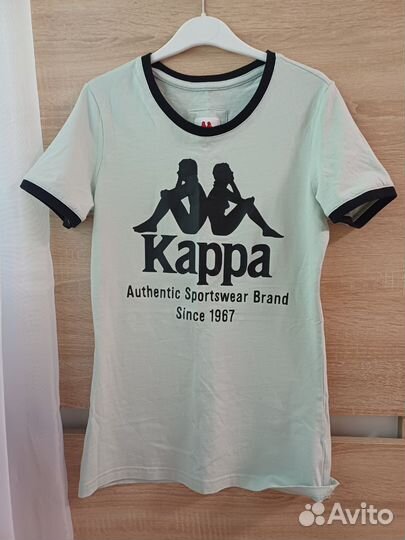 Kappa
Authentic Sportswear Brand
Since 1967
Avito